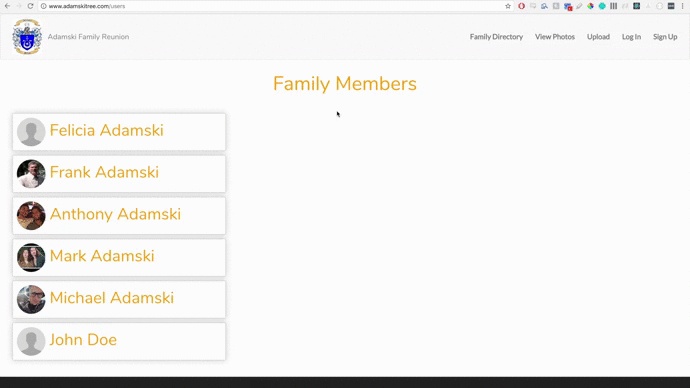 www.adamskitree.com/users
Adamski Family Reunion
Family Directory View Photos Upload Log In Sign Up
Family Members
Felicia Adamski
Frank Adamski
Anthony Adamski
Mark Adamski
Michael Adamski
John Doe